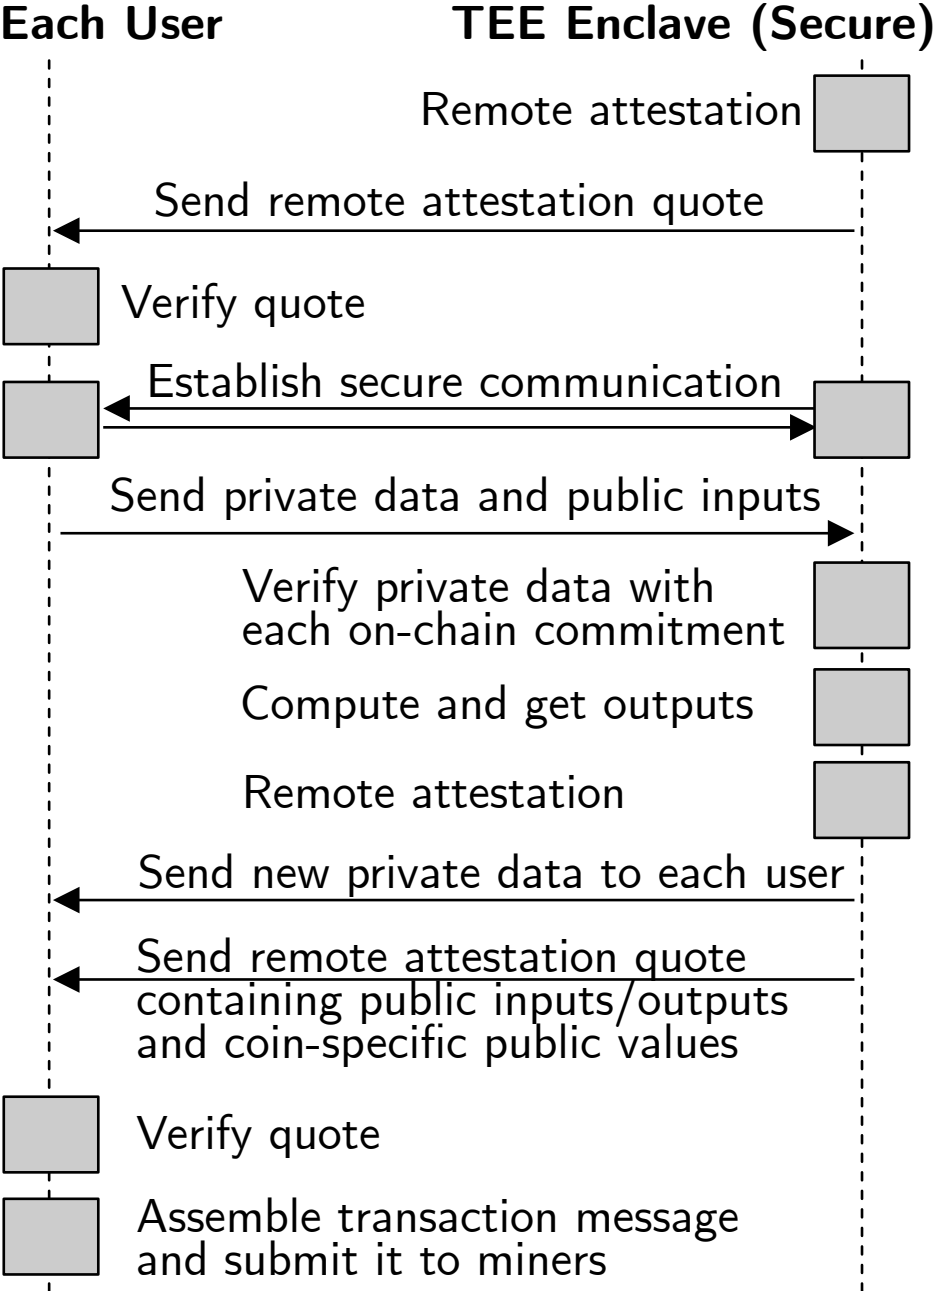 Each User
TEE Enclave (Secure)
Remote attestation
Send remote attestation quote
Verify quote
Establish secure communication
Send private data and public inputs
Verify private data with
each on-chain commitment
Compute and get outputs
Remote attestation
Send new private data to each user
Send remote attestation quote
containing public inputs/outputs
and coin-specific public values
Verify quote
Assemble transaction message
and submit it to miners